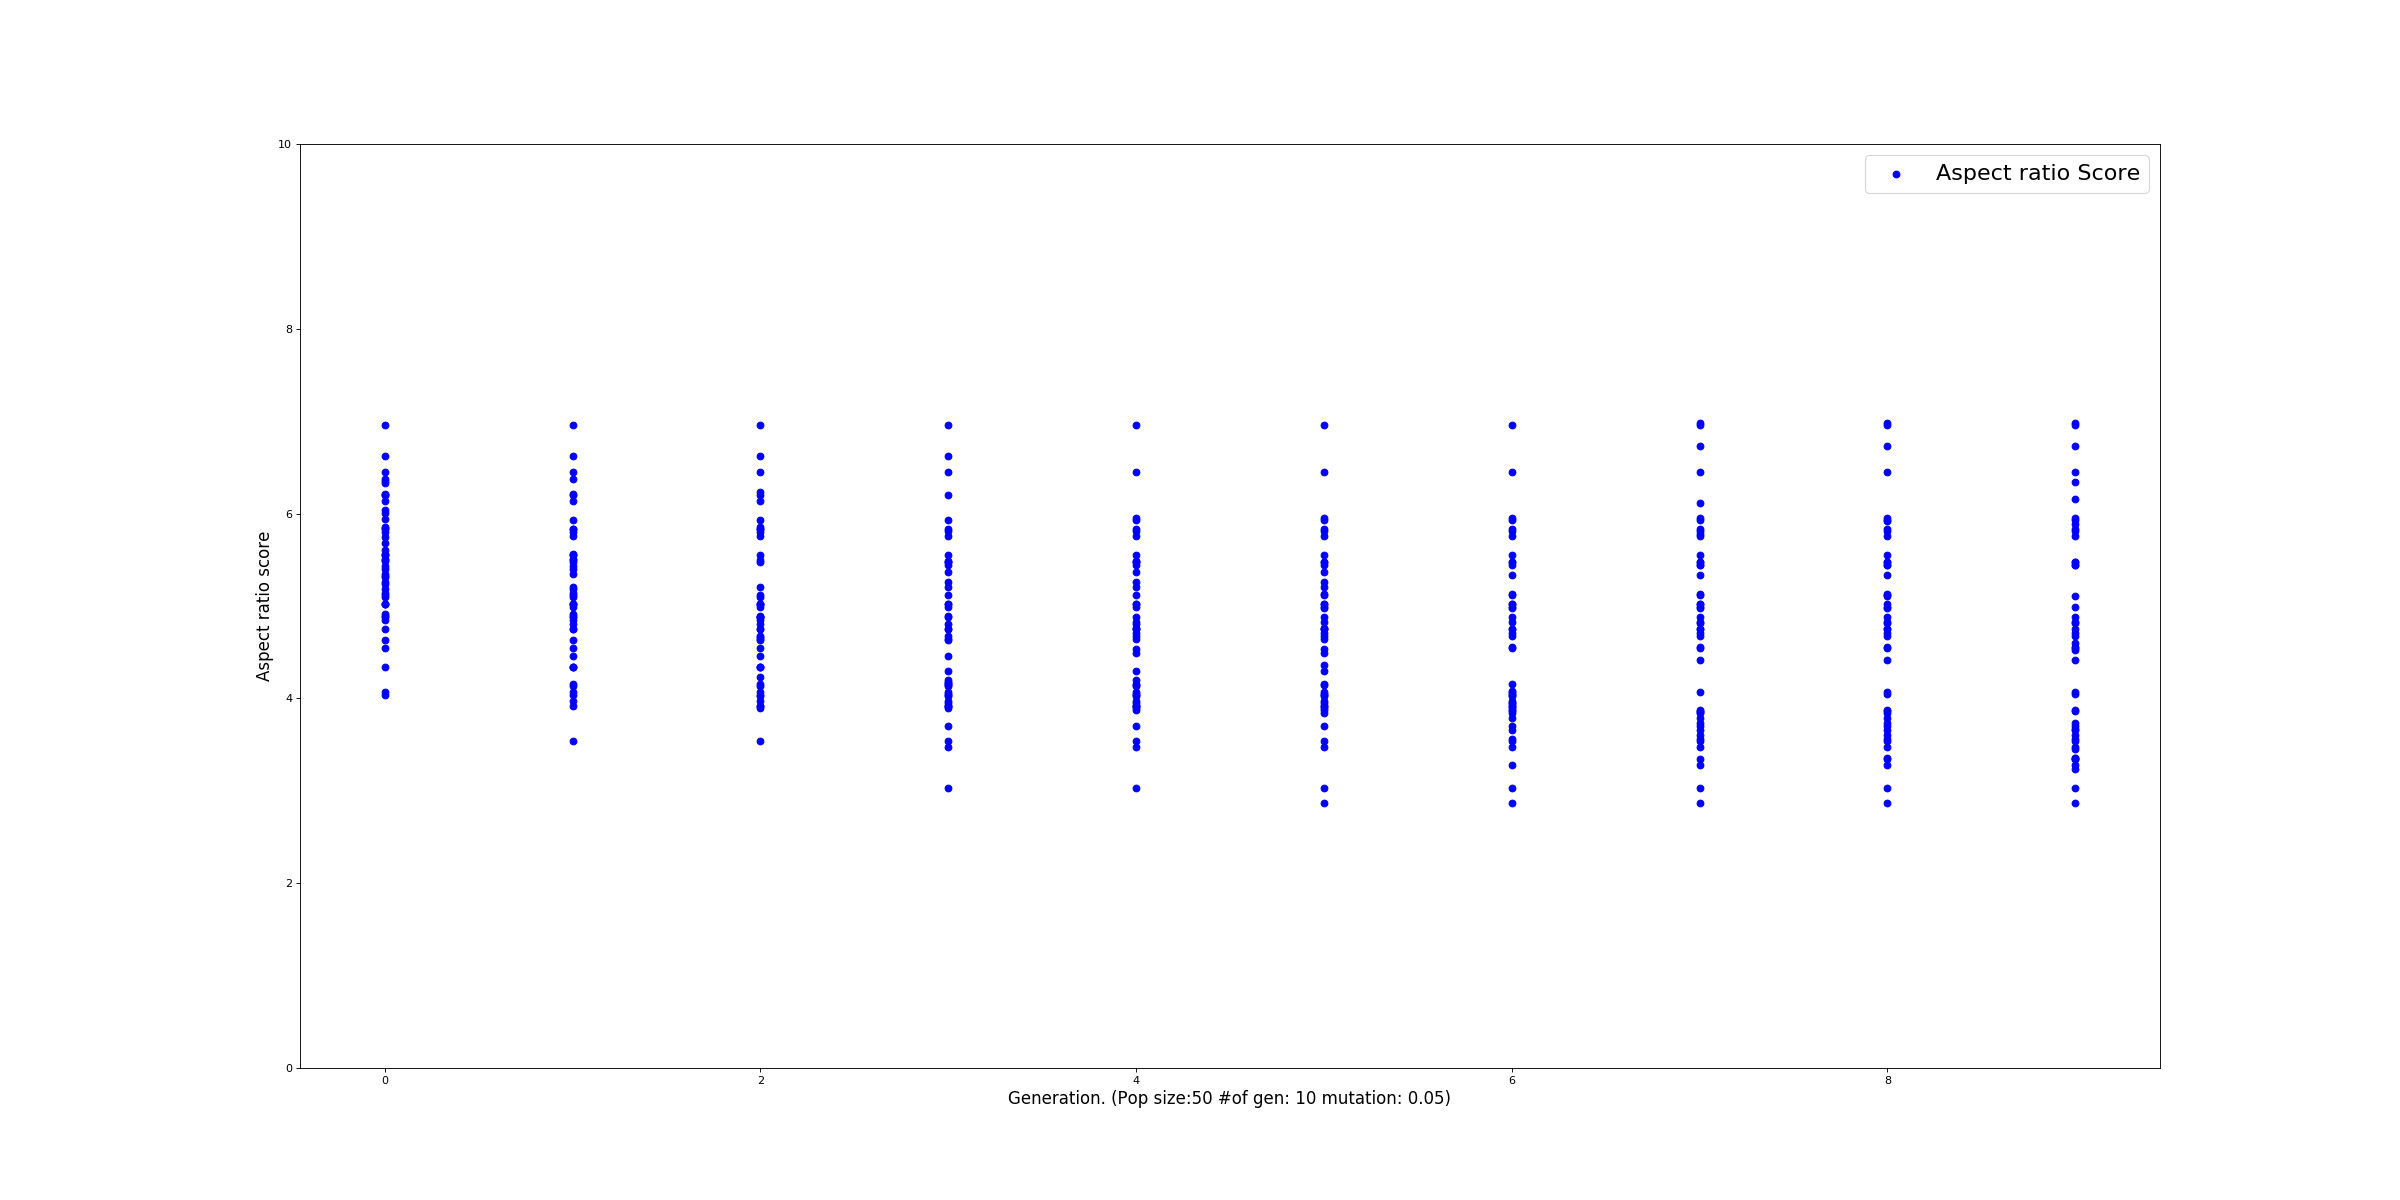 Aspect ratio Score
10
8
6
4
2
0
Aspect ratio score
0 2 4 6 8
Generation. (Pop size:50 #of gen: 10 mutation: 0.05)